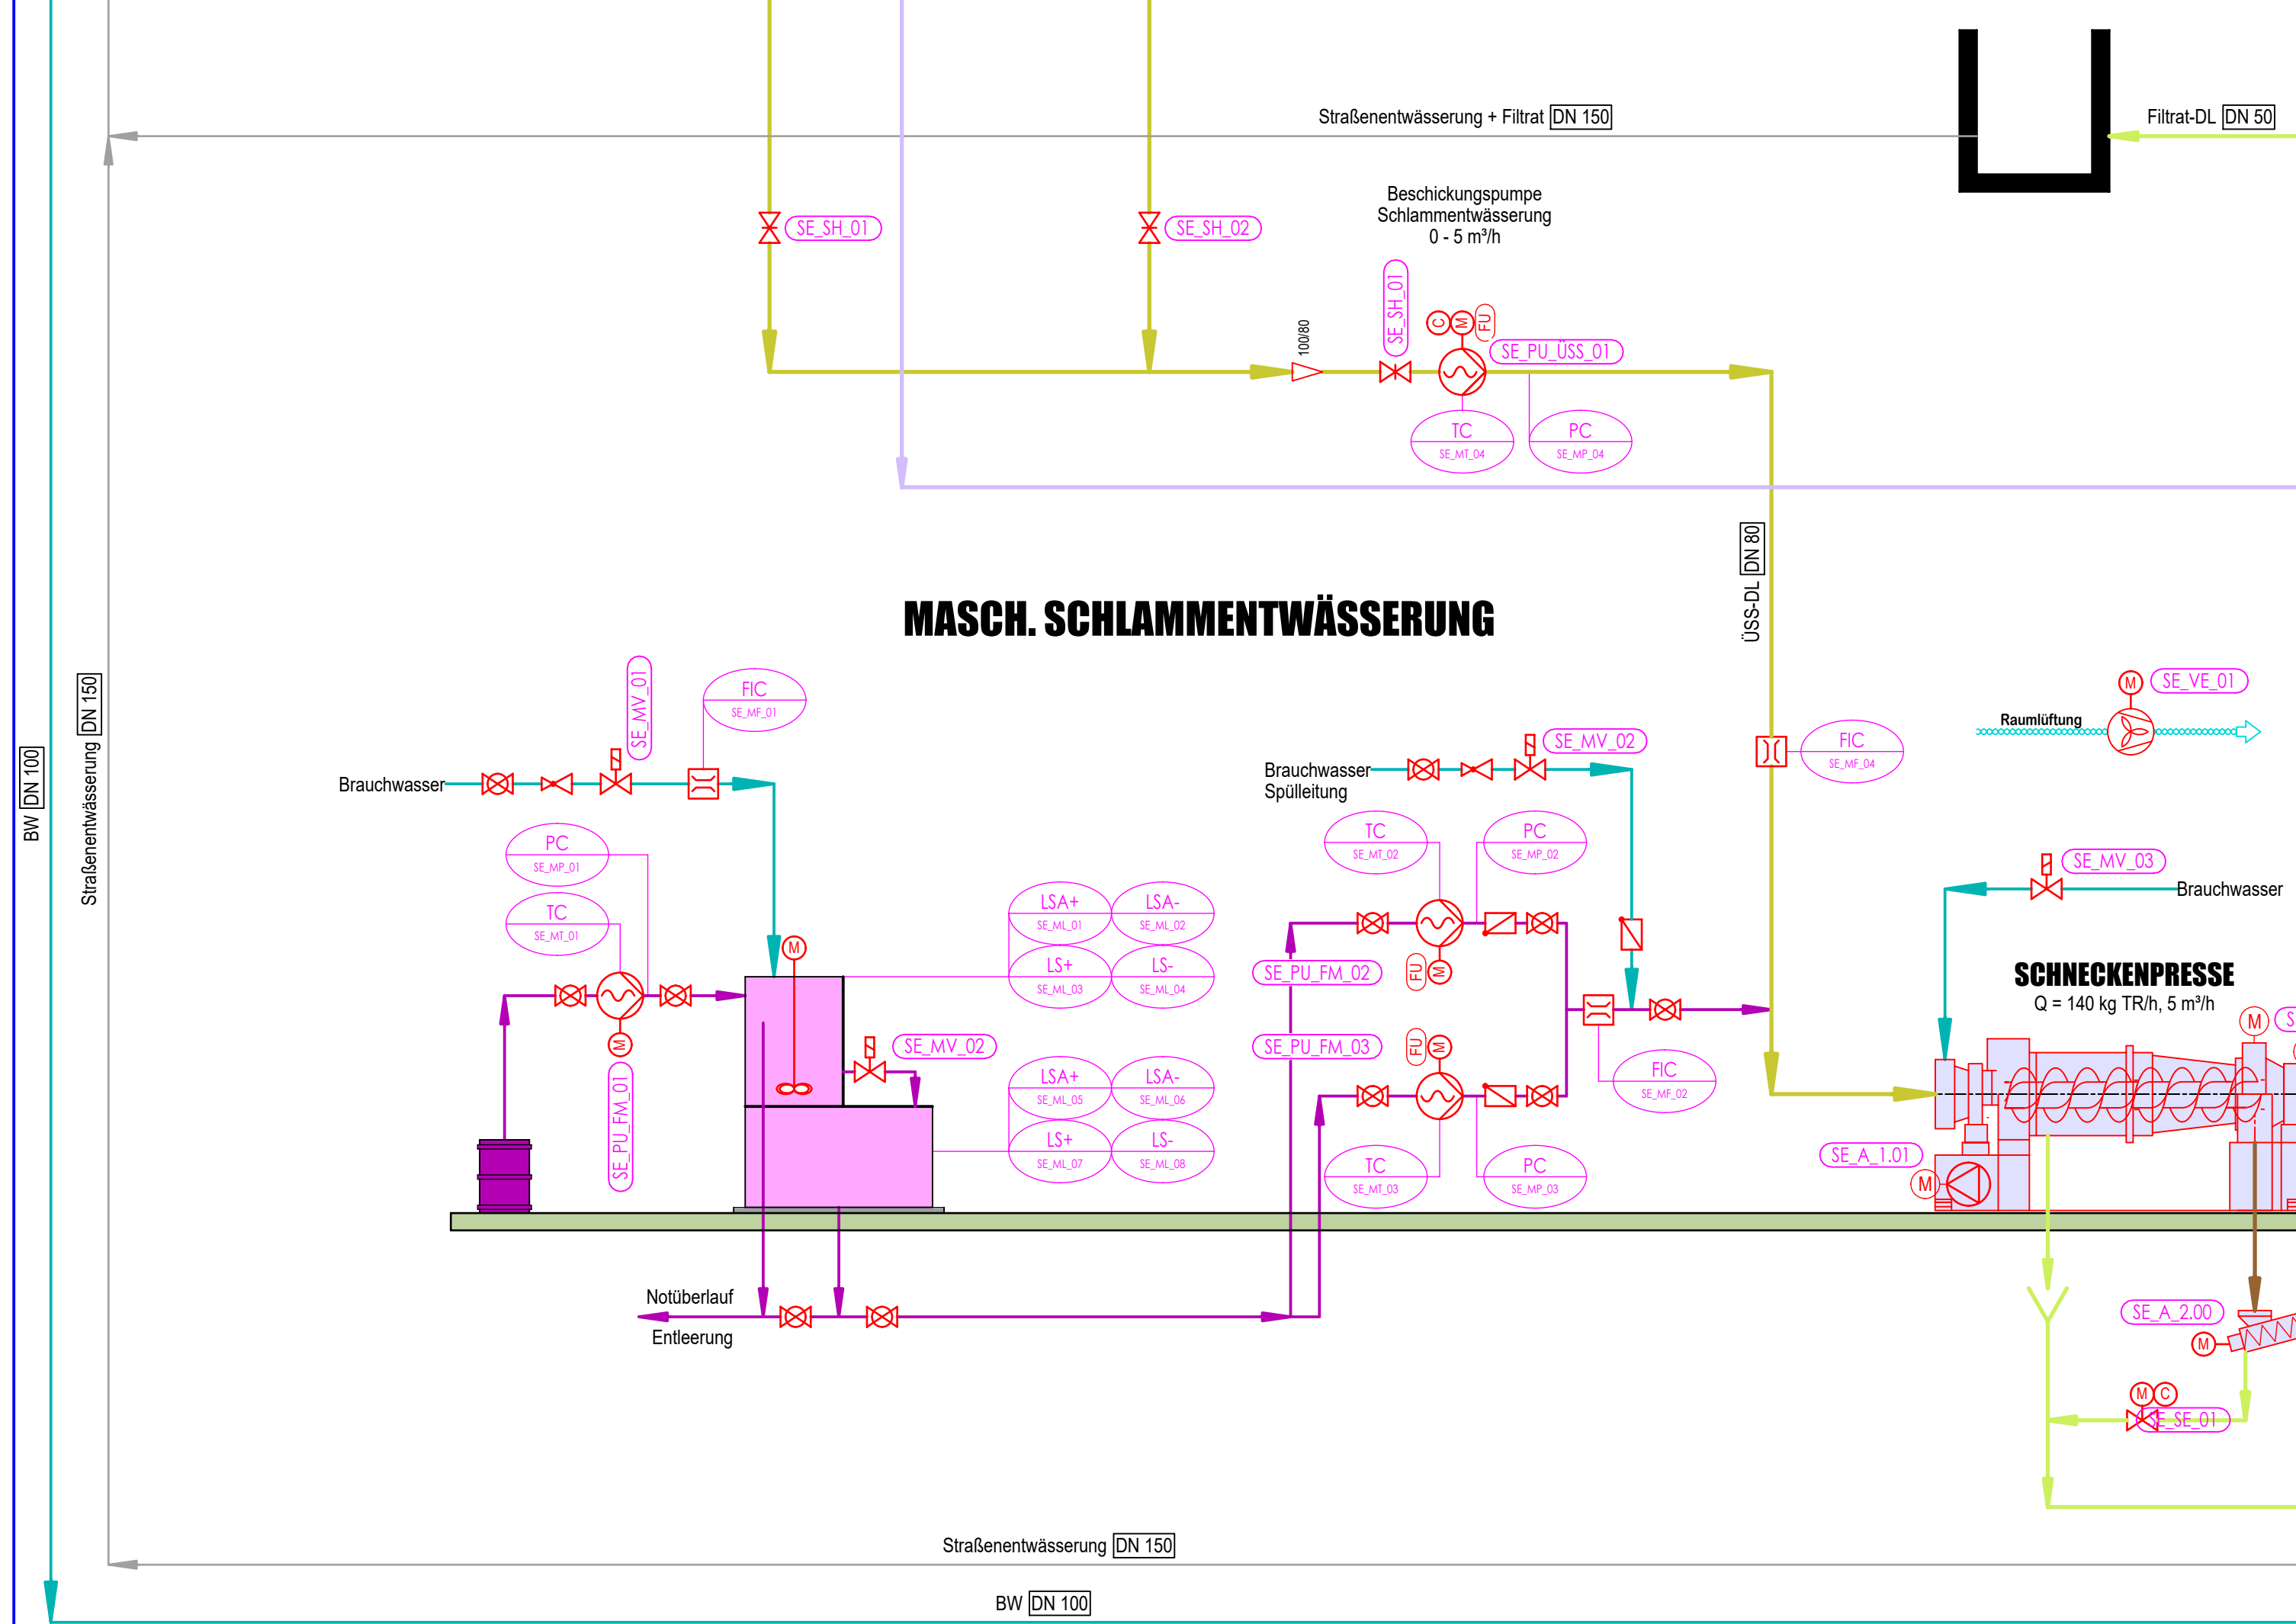 Straßenentwässerung + Filtrat DN 150
Filtrat-DL DN 50
Beschickungspumpe
Schlammentwässerung
0 - 5 m³/h
SE_SH_01
SE_SH_02
SE_SH_01
100/80
C
M
FU
SE_PU_ÜSS_01
TC
SE_MT_04
PC
SE_MP_04
ÜSS-DL DN 80
MASCH. SCHLAMMENTWÄSSERUNG
BW DN 100
Straßenentwässerung DN 150
SE_MV_01
FIC
SE_MF_01
Brauchwasser
PC
SE_MP_01
TC
SE_MT_01
M
SE_PU_FM_01
M
LSA+
SE_ML_01
LSA-
SE_ML_02
LS+
SE_ML_03
LS-
SE_ML_04
SE_MV_02
LSA+
SE_ML_05
LSA-
SE_ML_06
LS+
SE_ML_07
LS-
SE_ML_08
Notüberlauf
Entleerung
SE_MV_02
Brauchwasser
Spülleitung
TC
SE_MT_02
PC
SE_MP_02
SE_PU_FM_02
FU
M
SE_PU_FM_03
FU
M
TC
SE_MT_03
PC
SE_MP_03
FIC
SE_MF_02
FIC
SE_MF_04
M
SE_VE_01
Raumlüftung
SE_MV_03
Brauchwasser
SCHNECKENPRESSE
Q = 140 kg TR/h, 5 m³/h
M
S
SE_A_1.01
M
SE_A_2.00
M
M
C
SE_SE_01
Straßenentwässerung DN 150
BW DN 100